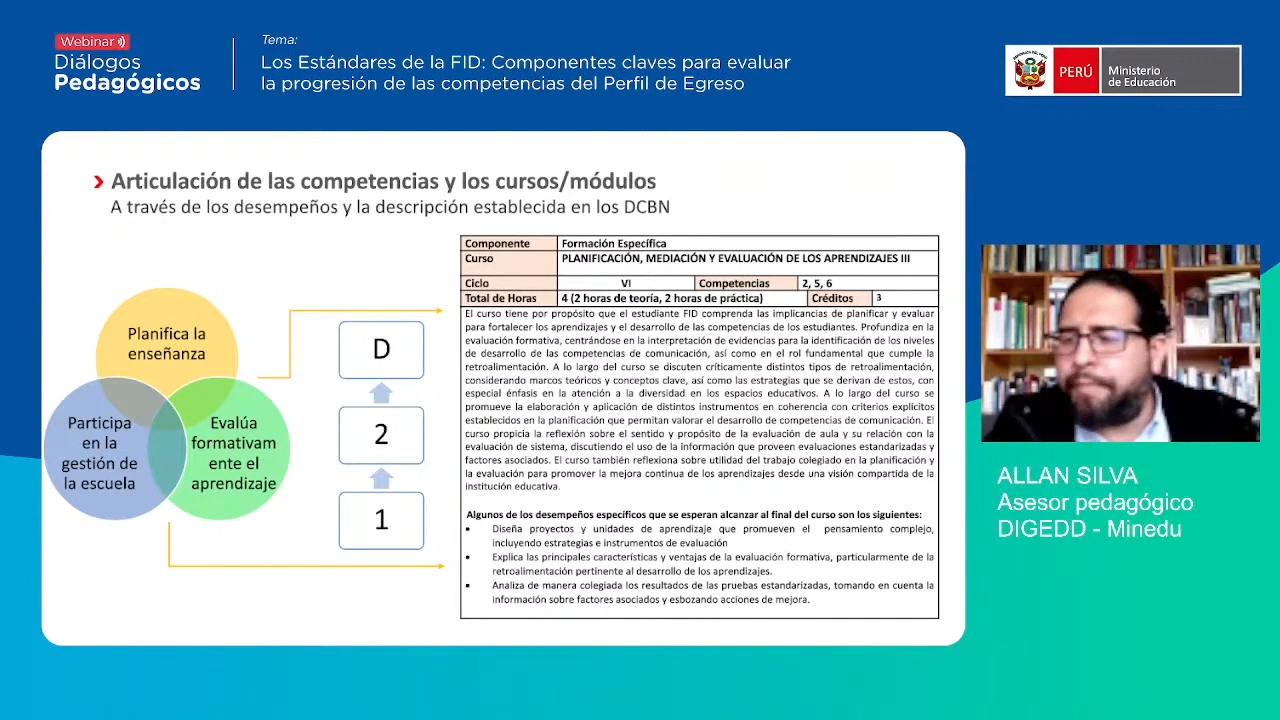 Webinar
Diálogos
Pedagógicos
Tema:
Los Estándares de la FID: Componentes claves para evaluar
la progresión de las competencias del Perfil de Egreso
PERÚ
Ministerio
de Educación
Articulación de las competencias y los cursos/módulos
A través de los desempeños y la descripción establecida en los DCBN
Planifica la
enseñanza
Participa
en la
gestión de
la escuela
Evalúa
formativam
ente el
aprendizaje
D
2
1
Componente Formación Específica
Curso PLANIFICACIÓN, MEDIACIÓN Y EVALUACIÓN DE LOS APRENDIZAJES III
Ciclo VI Competencias 2, 5, 6
Total de Horas 4 (2 horas de teoría, 2 horas de práctica) Créditos 3
El curso tiene por propósito que el estudiante FID comprenda las implicancias de planificar y evaluar
para fortalecer los aprendizajes y el desarrollo de las competencias de los estudiantes. Profundiza en la
evaluación formativa, centrándose en la interpretación de evidencias para la identificación de los niveles
de desarrollo de las competencias de comunicación, así como en el rol fundamental que cumple la
retroalimentación. A lo largo del curso se discuten críticamente distintos tipos de retroalimentación,
considerando marcos teóricos y conceptos clave, así como las estrategias que se derivan de estos, con
especial énfasis en la atención a la diversidad en los espacios educativos. A lo largo del curso se
promueve la elaboración y aplicación de distintos instrumentos en coherencia con criterios explícitos
establecidos en la planificación que permitan valorar el desarrollo de competencias de comunicación. El
curso propicia la reflexión sobre el sentido y propósito de la evaluación de aula y su relación con la
evaluación de sistema, discutiendo el uso de la información que proveen evaluaciones estandarizadas y
factores asociados. El curso también reflexiona sobre utilidad del trabajo colegiado en la planificación y
la evaluación para promover la mejora continua de los aprendizajes desde una visión compartida de la
institución educativa.
Algunos de los desempeños específicos que se esperan alcanzar al final del curso son los siguientes:
• Diseña proyectos y unidades de aprendizaje que promueven el pensamiento complejo,
incluyendo estrategias e instrumentos de evaluación
• Explica las principales características y ventajas de la evaluación formativa, particularmente de la
retroalimentación pertinente al desarrollo de los aprendizajes.
• Analiza de manera colegiada los resultados de las pruebas estandarizadas, tomando en cuenta la
información sobre factores asociados y esbozando acciones de mejora.
ALLAN SILVA
Asesor pedagógico
DIGEDD - Minedu